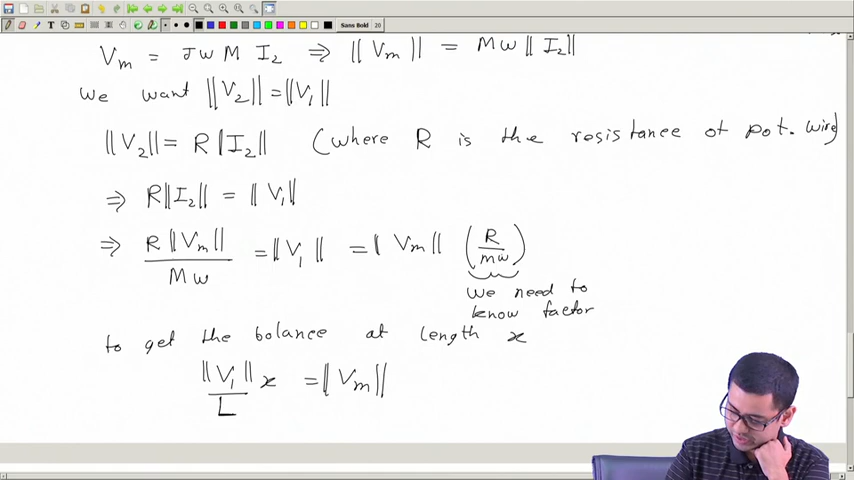 Sans Bold 20
Vm = Jω M I2 ⇒ ||Vm|| = Mω ||I2||
We want ||V2|| = ||V1||
||V2|| = R||I2|| (where R is the resistance of pot. wire)
⇒ R||I2|| = ||V1||
⇒ R||Vm|| / Mω = ||V1|| = || Vm || (R / mω)
We need to
know factor
to get the balance at length x
||V1|| / L x = || Vm ||